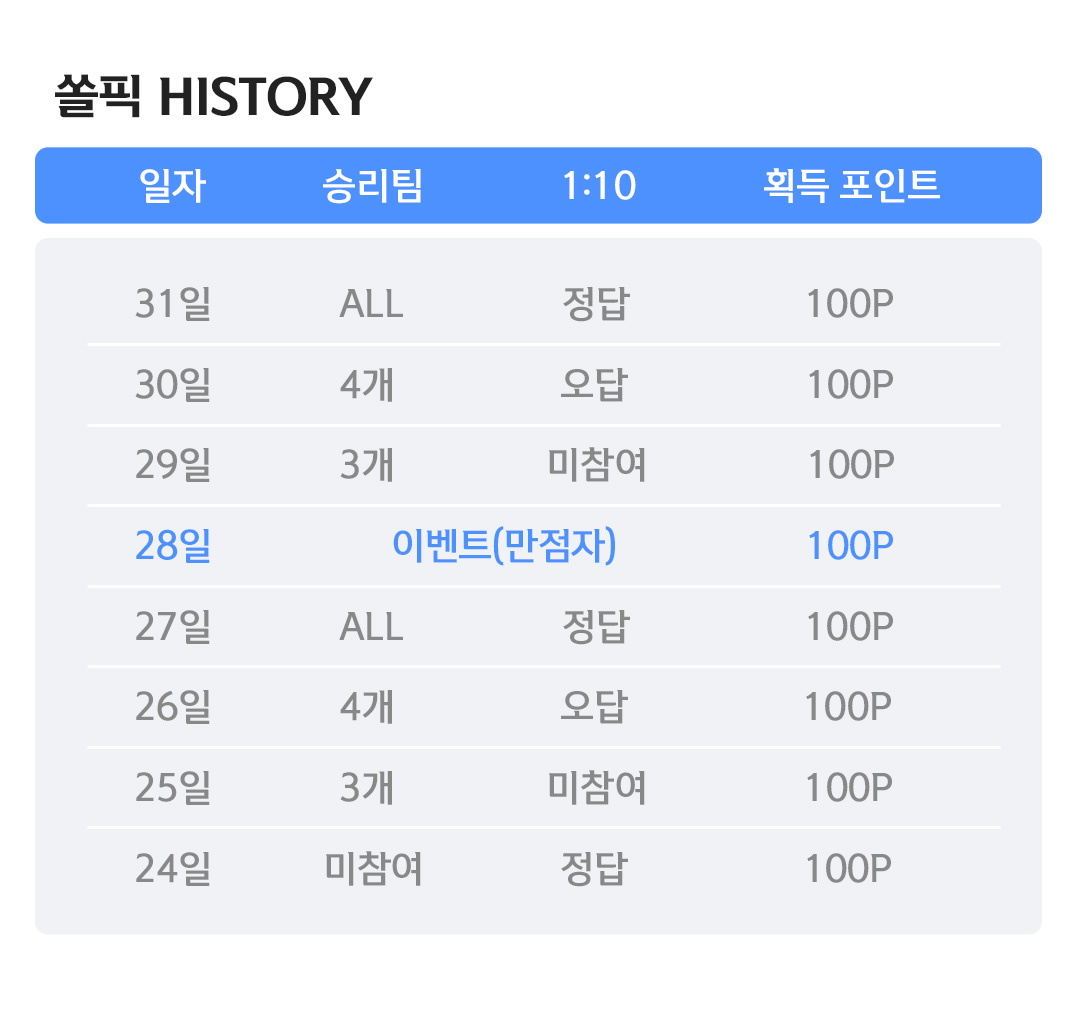 쏠픽 HISTORY
일자 승리팀 1:10 획득 포인트
31일 ALL 정답 100P
30일 4개 오답 100P
29일 3개 미참여 100P
28일 이벤트(만점자) 100P
27일 ALL 정답 100P
26일 4개 오답 100P
25일 3개 미참여 100P
24일 미참여 정답 100P